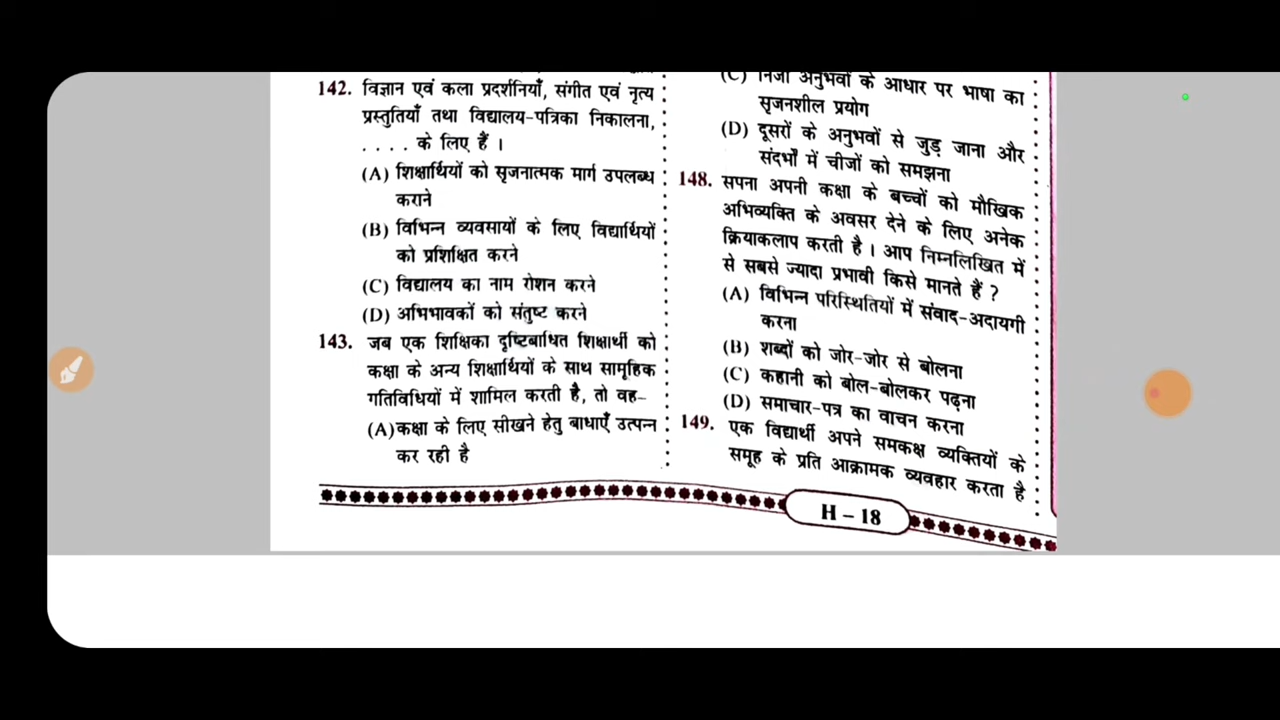 142. विज्ञान एवं कला प्रदर्शनियाँ, संगीत एवं नृत्य
प्रस्तुतियाँ तथा विद्यालय-पत्रिका निकालना,
. . . . के लिए हैं ।
(A) शिक्षार्थियों को सृजनात्मक मार्ग उपलब्ध
कराने
(B) विभिन्न व्यवसायों के लिए विद्यार्थियों
को प्रशिक्षित करने
(C) विद्यालय का नाम रोशन करने
(D) अभिभावकों को संतुष्ट करने
143. जब एक शिक्षिका दृष्टिबाधित शिक्षार्थी को
कक्षा के अन्य शिक्षार्थियों के साथ सामूहिक
गतिविधियों में शामिल करती है, तो वह–
(A) कक्षा के लिए सीखने हेतु बाधाएँ उत्पन्न
कर रही है
(C) निजी अनुभवों के आधार पर भाषा का
सृजनशील प्रयोग
(D) दूसरों के अनुभवों से जुड़ जाना और
संदर्भों में चीजों को समझना
148. सपना अपनी कक्षा के बच्चों को मौखिक
अभिव्यक्ति के अवसर देने के लिए अनेक
क्रियाकलाप करती है । आप निम्नलिखित में
से सबसे ज्यादा प्रभावी किसे मानते हैं ?
(A) विभिन्न परिस्थितियों में संवाद-अदायगी
करना
(B) शब्दों को जोर-जोर से बोलना
(C) कहानी को बोल-बोलकर पढ़ना
(D) समाचार-पत्र का वाचन करना
149. एक विद्यार्थी अपने समकक्ष व्यक्तियों के
समूह के प्रति आक्रामक व्यवहार करता है
H – 18